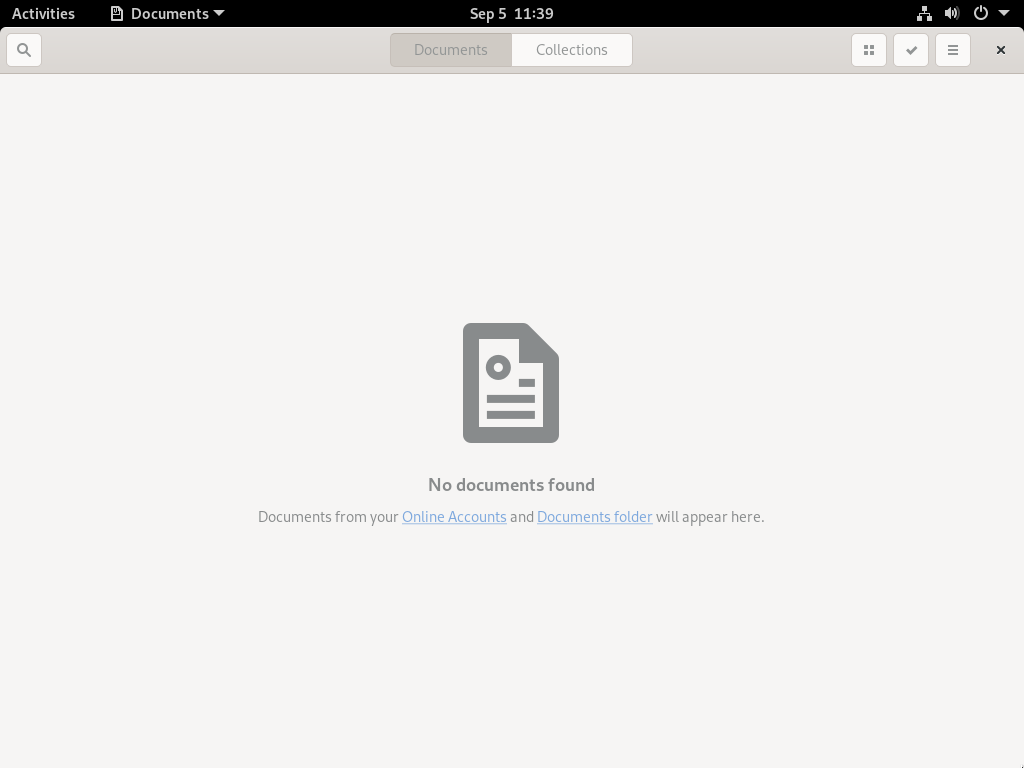 Activities Documents Sep 5 11:39
Documents Collections
No documents found
Documents from your Online Accounts and Documents folder will appear here.